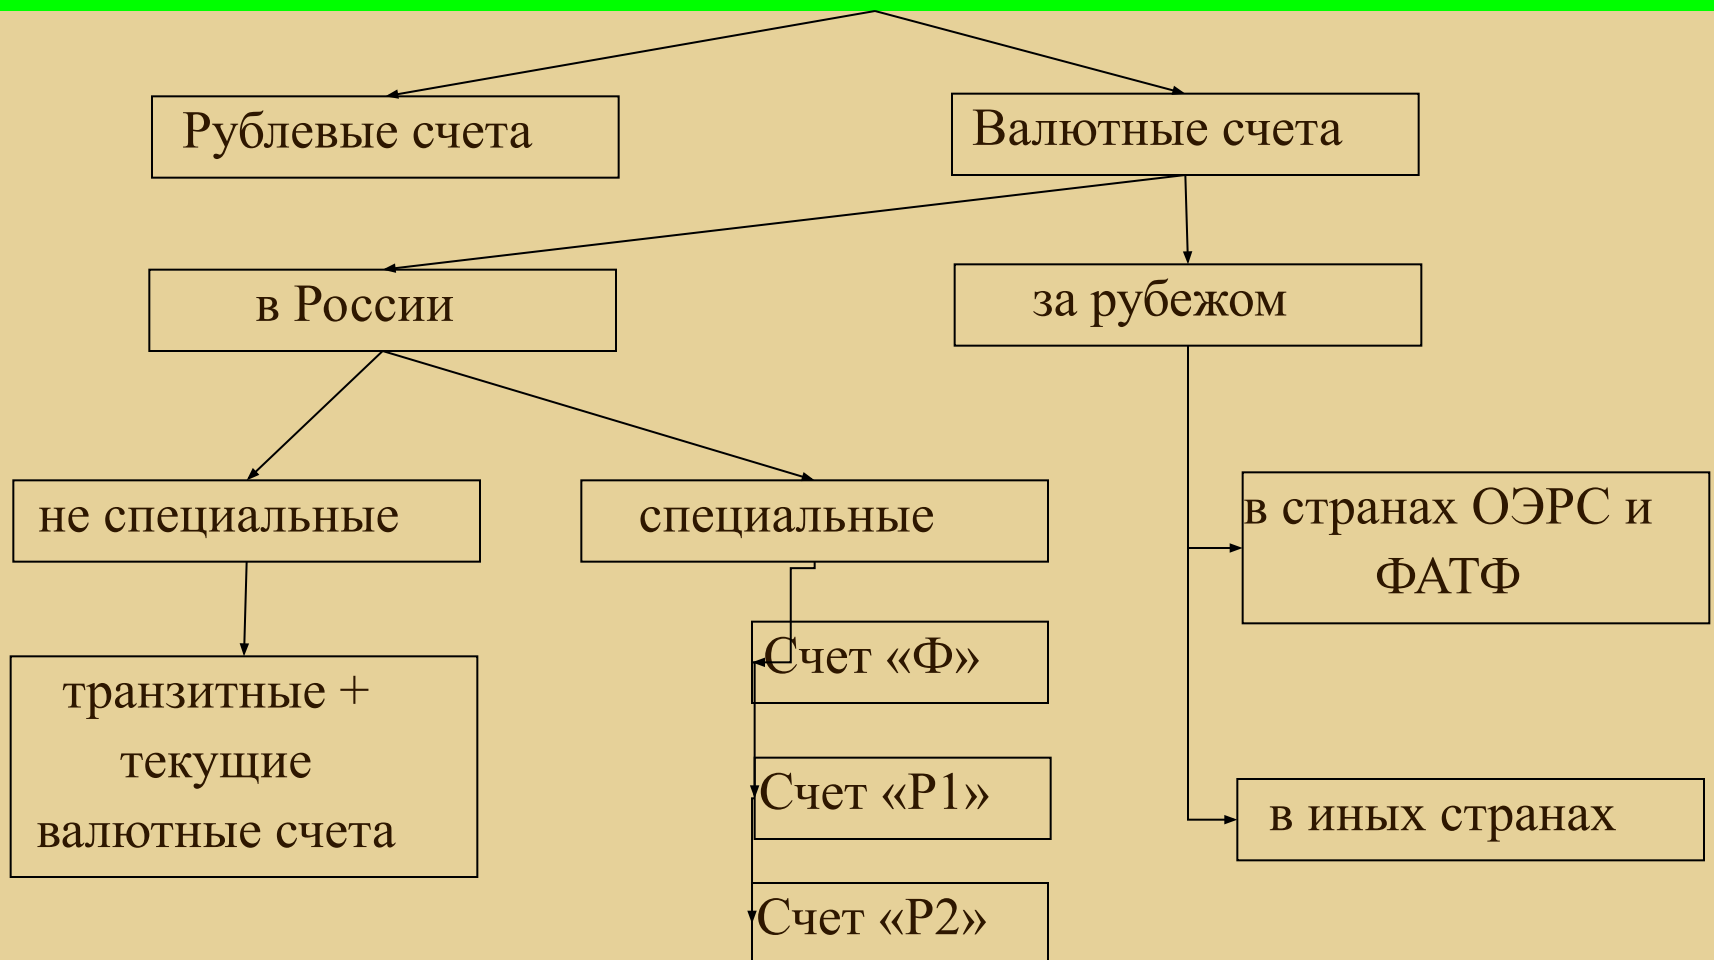 Рублевые счета
Валютные счета
в России
за рубежом
не специальные
специальные
в странах ОЭРС и
ФАТФ
транзитные +
текущие
валютные счета
Счет «Ф»
Счет «Р1»
в иных странах
Счет «Р2»